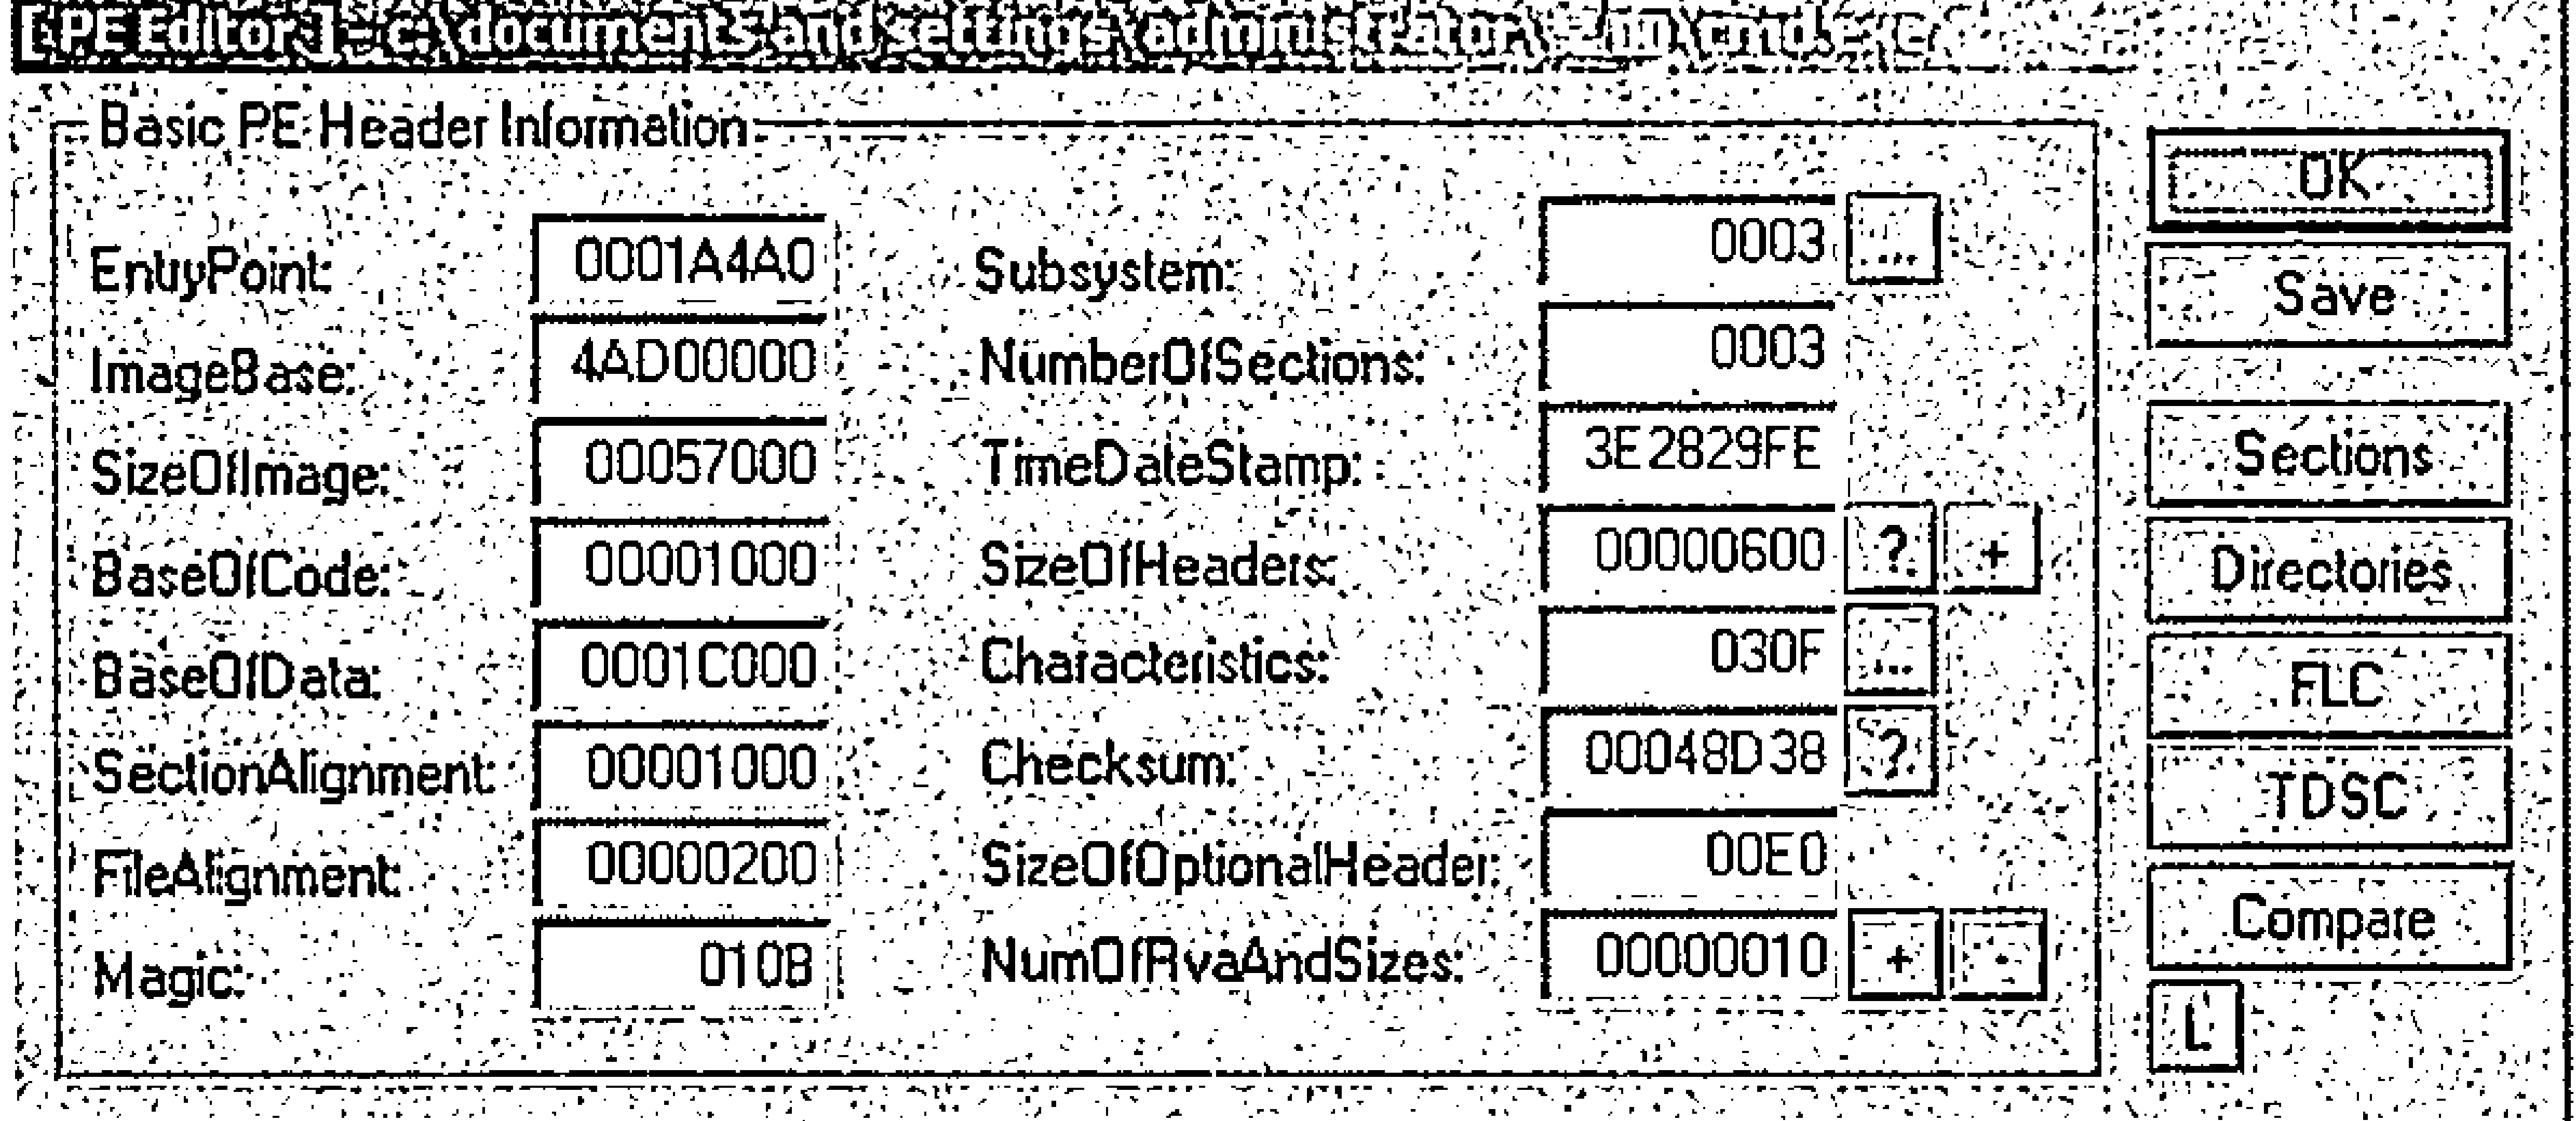 [ PE Editor ] - c:\documents and settings\administrator\cmd.exe
Basic PE Header Information
EntryPoint: 0001A4A0
ImageBase: 4AD00000
SizeOfImage: 00057000
BaseOfCode: 00001000
BaseOfData: 0001C000
SectionAlignment: 00001000
FileAlignment: 00000200
Magic: 010B
Subsystem: 0003 ...
NumberOfSections: 0003
TimeDateStamp: 3E2829FE
SizeOfHeaders: 00000600 ? +
Characteristics: 030F ...
Checksum: 00048D38 ?
SizeOfOptionalHeader: 00E0
NumOfRvaAndSizes: 00000010 + -
OK
Save
Sections
Directories
FLC
TDSC
Compare
L